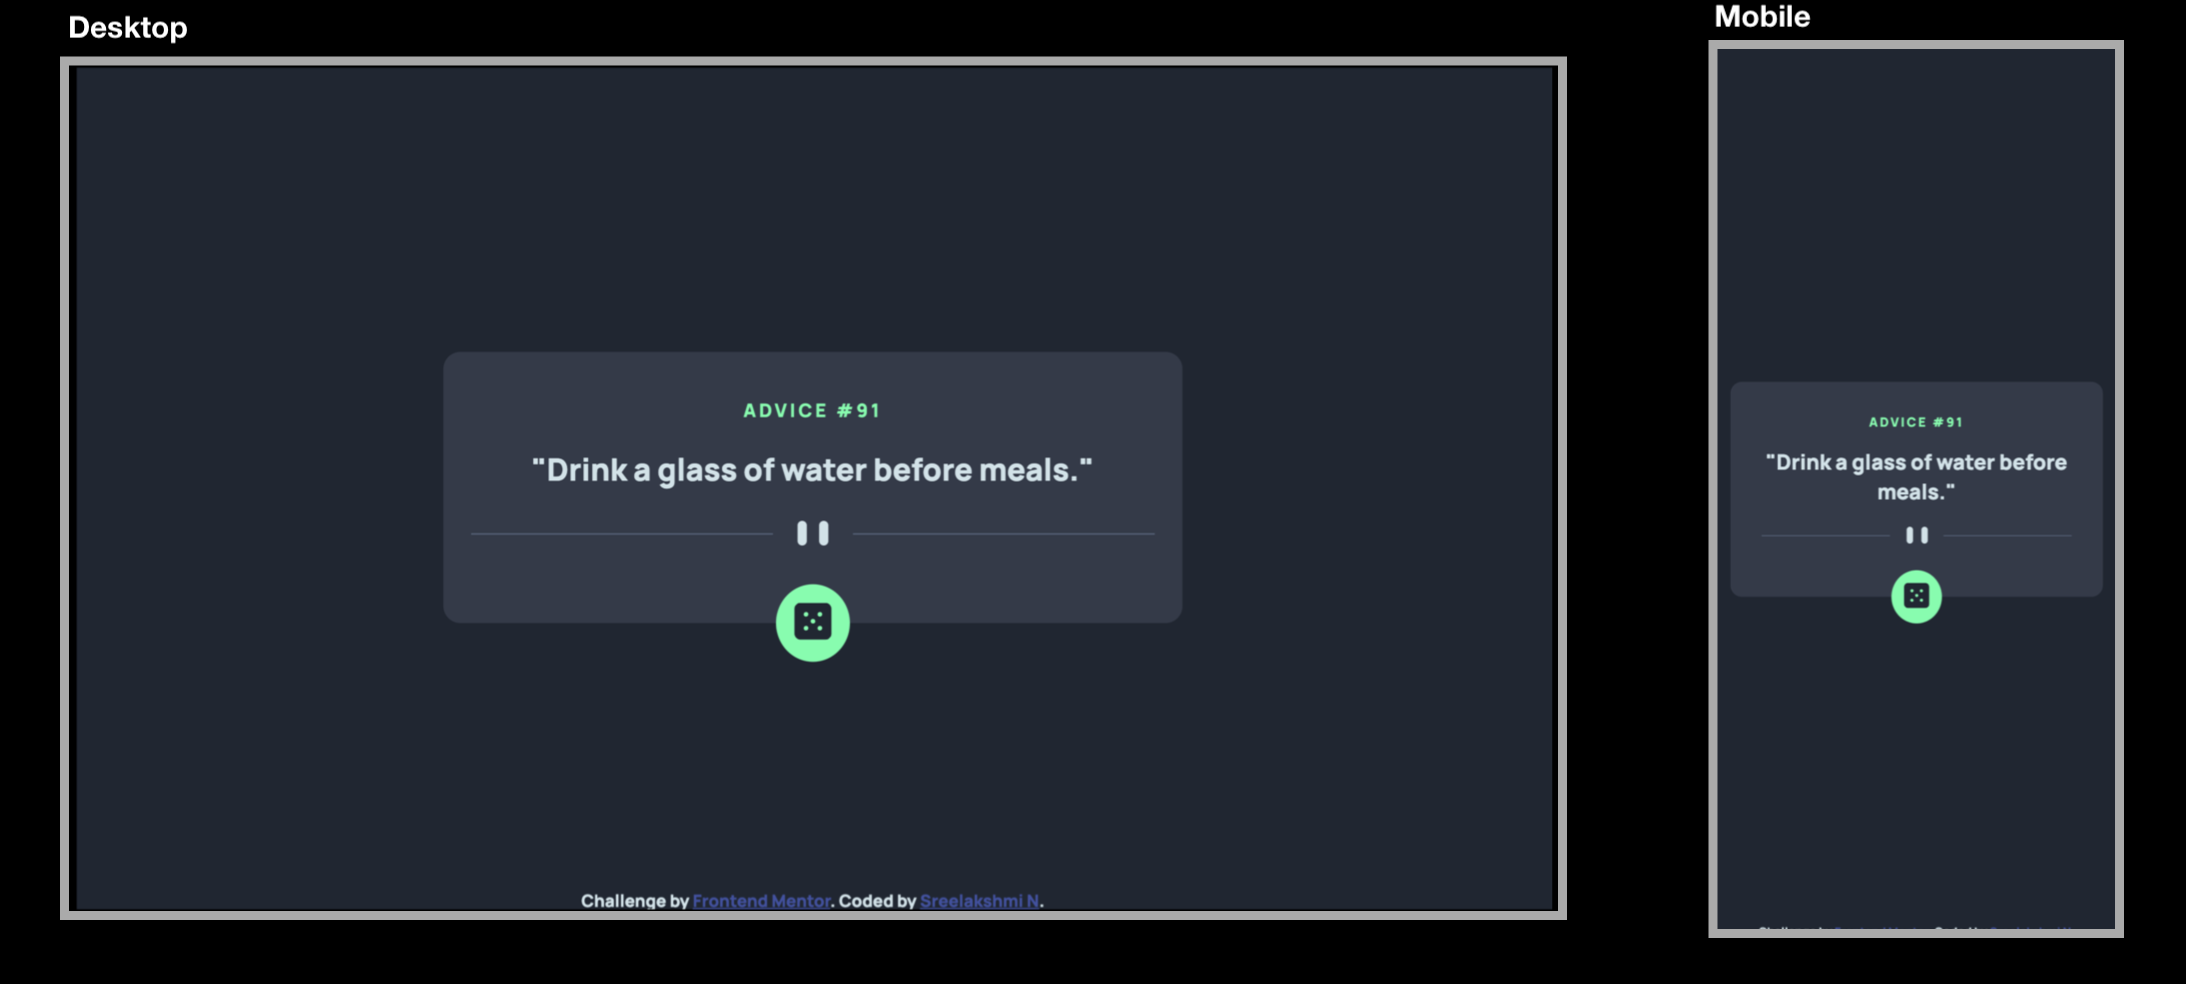 Desktop
ADVICE #91
"Drink a glass of water before meals."
Challenge by Frontend Mentor. Coded by Sreelakshmi N.
Mobile
ADVICE #91
"Drink a glass of water before
meals."